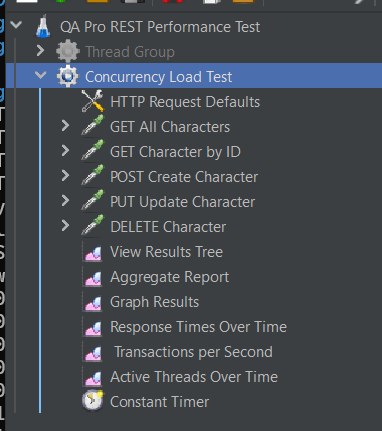 QA Pro REST Performance Test
Thread Group
Concurrency Load Test
HTTP Request Defaults
GET All Characters
GET Character by ID
POST Create Character
PUT Update Character
DELETE Character
View Results Tree
Aggregate Report
Graph Results
Response Times Over Time
Transactions per Second
Active Threads Over Time
Constant Timer